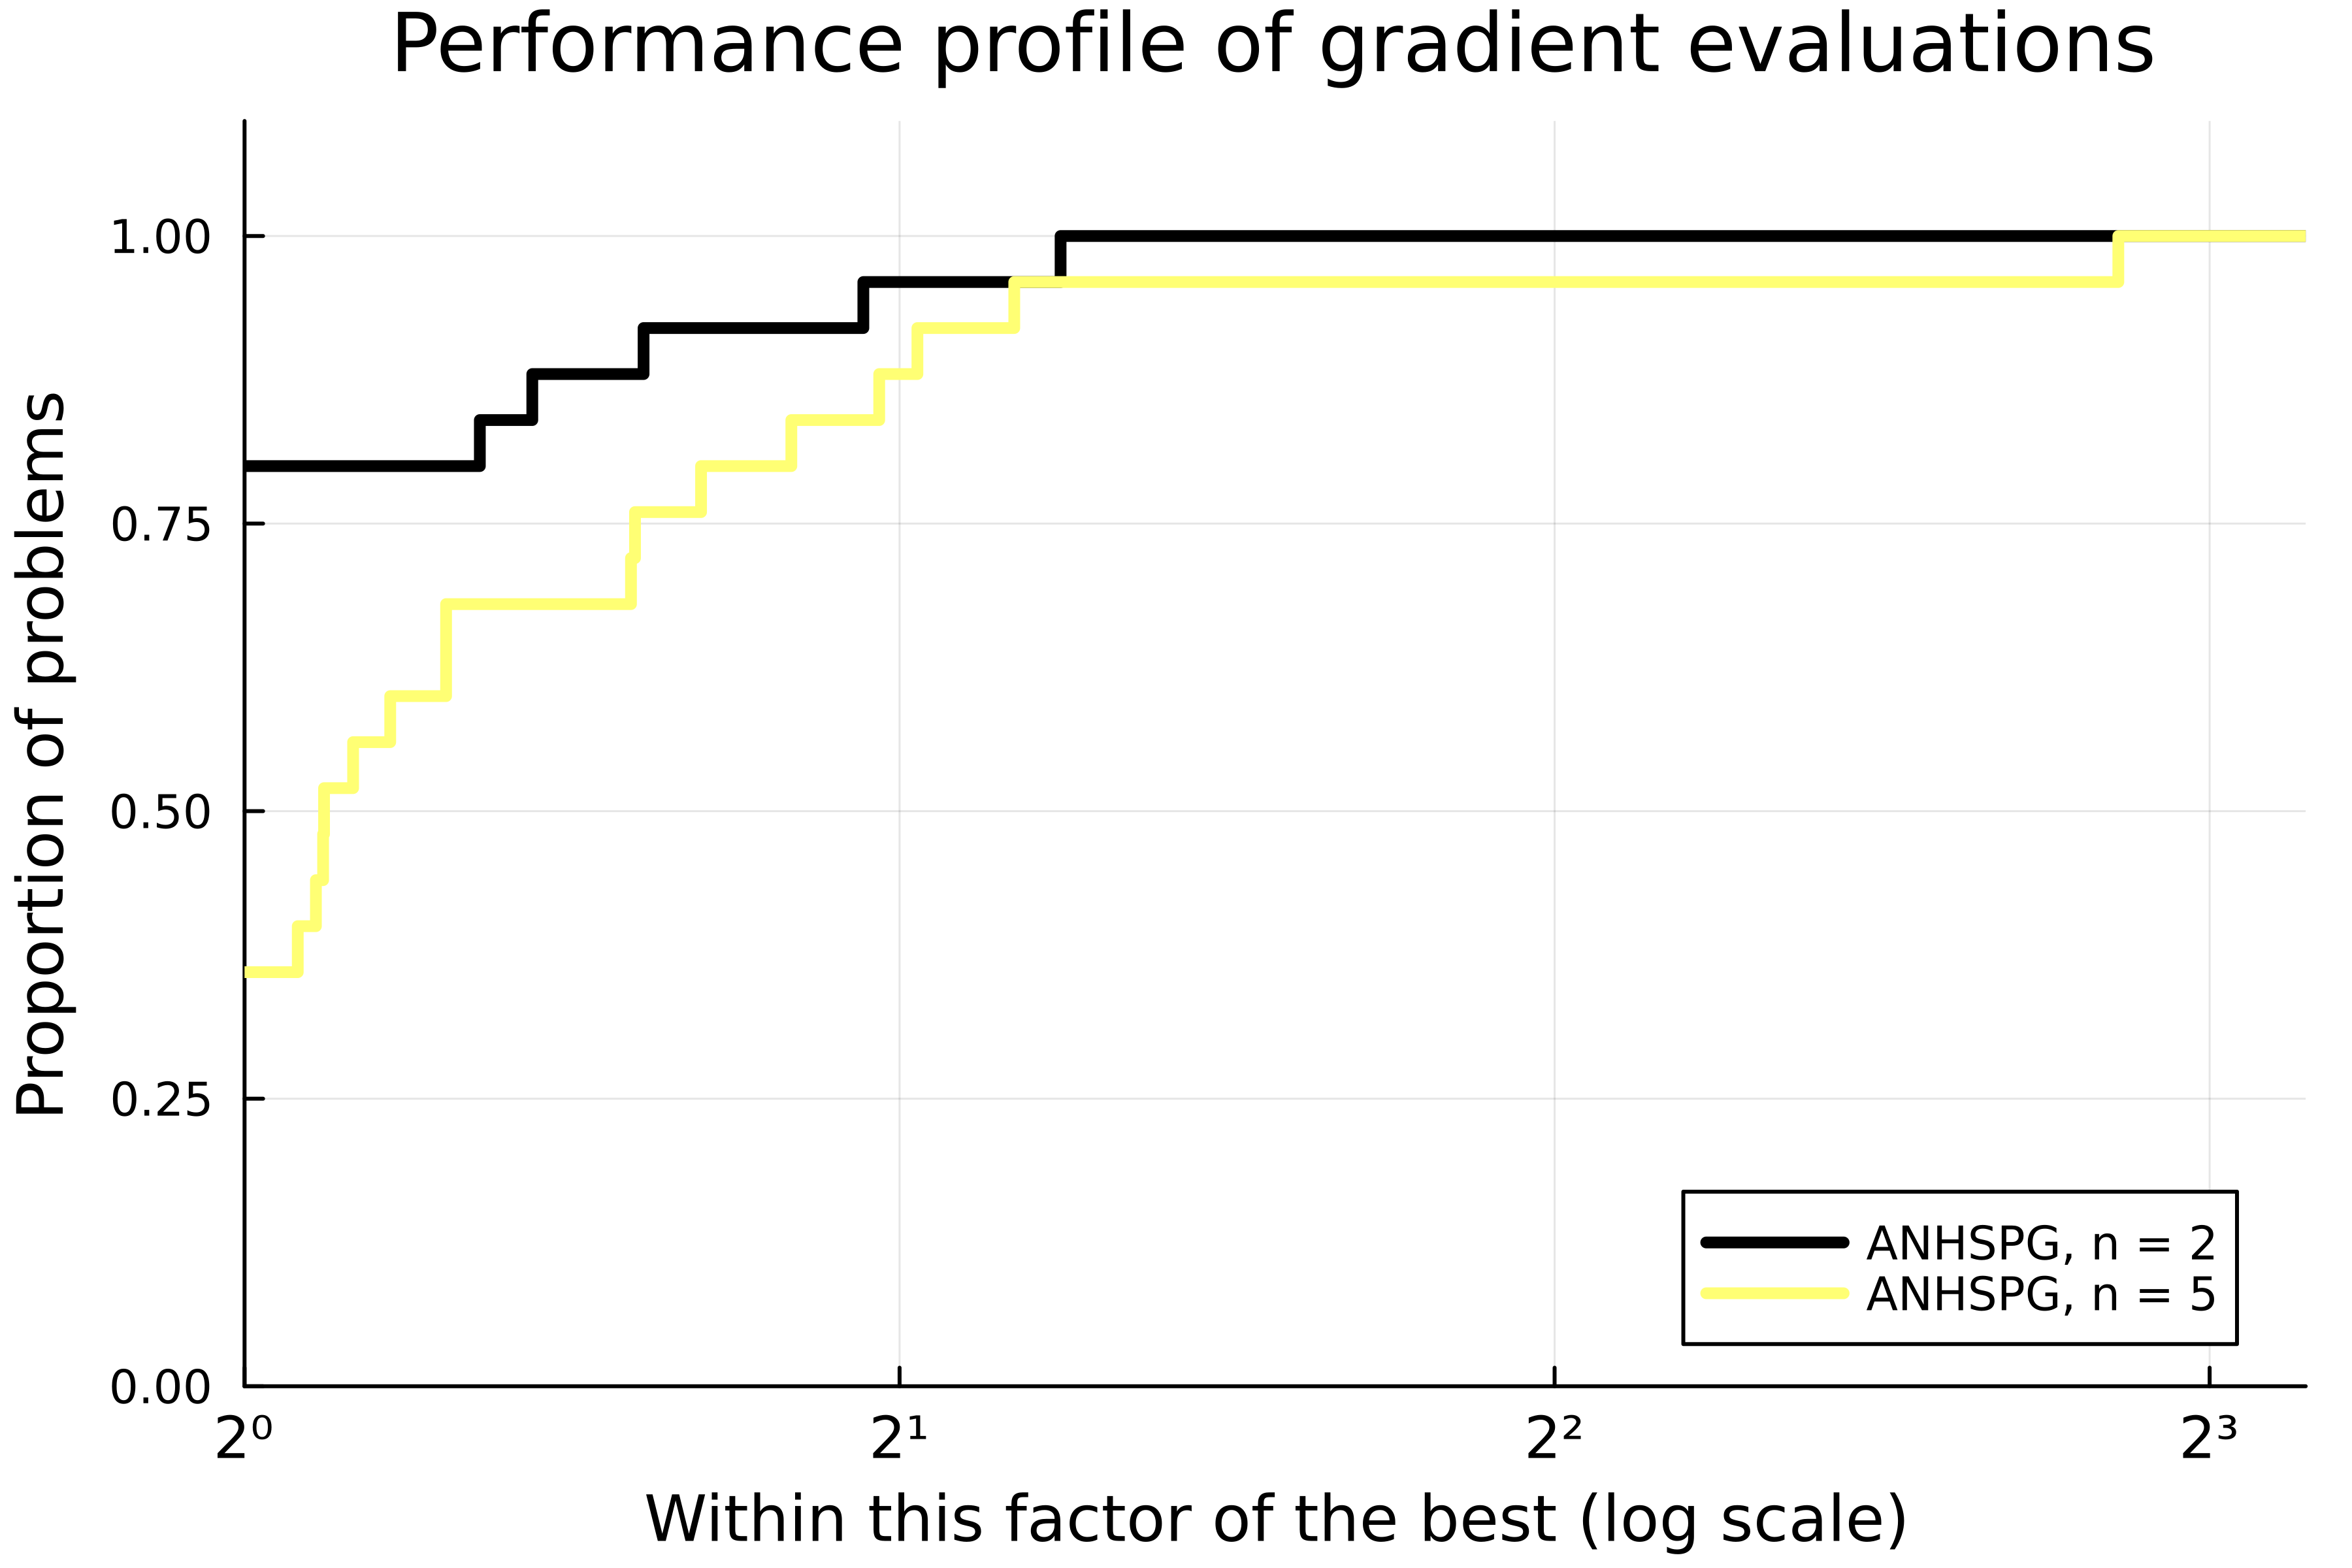 Performance profile of gradient evaluations
Proportion of problems
1.00
0.75
0.50
0.25
0.00
2⁰
2¹
2²
2³
Within this factor of the best (log scale)
ANHSPG, n = 2
ANHSPG, n = 5